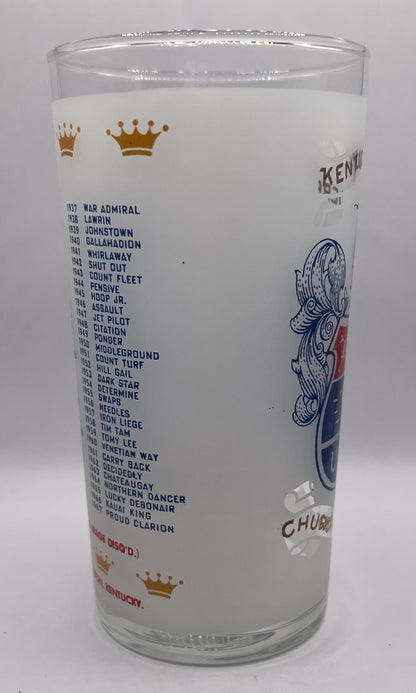 KEN
1937 WAR ADMIRAL
1938 LAWRIN
1939 JOHNSTOWN
1940 GALLAHADION
1941 WHIRLAWAY
1942 SHUT OUT
1943 COUNT FLEET
1944 PENSIVE
1945 HOOP JR.
1946 ASSAULT
1947 JET PILOT
1948 CITATION
1949 PONDER
1950 MIDDLEGROUND
1951 COUNT TURF
1952 HILL GAIL
1953 DARK STAR
1954 DETERMINE
1955 SWAPS
1956 NEEDLES
1957 IRON LIEGE
1958 TIM TAM
1959 TOMY LEE
1960 VENETIAN WAY
1961 CARRY BACK
1962 DECIDEDLY
1963 CHATEAUGAY
1964 NORTHERN DANCER
1965 LUCKY DEBONAIR
1966 KAUAI KING
1967 PROUD CLARION
CHU
DISQ'D.)
KENTUCKY.